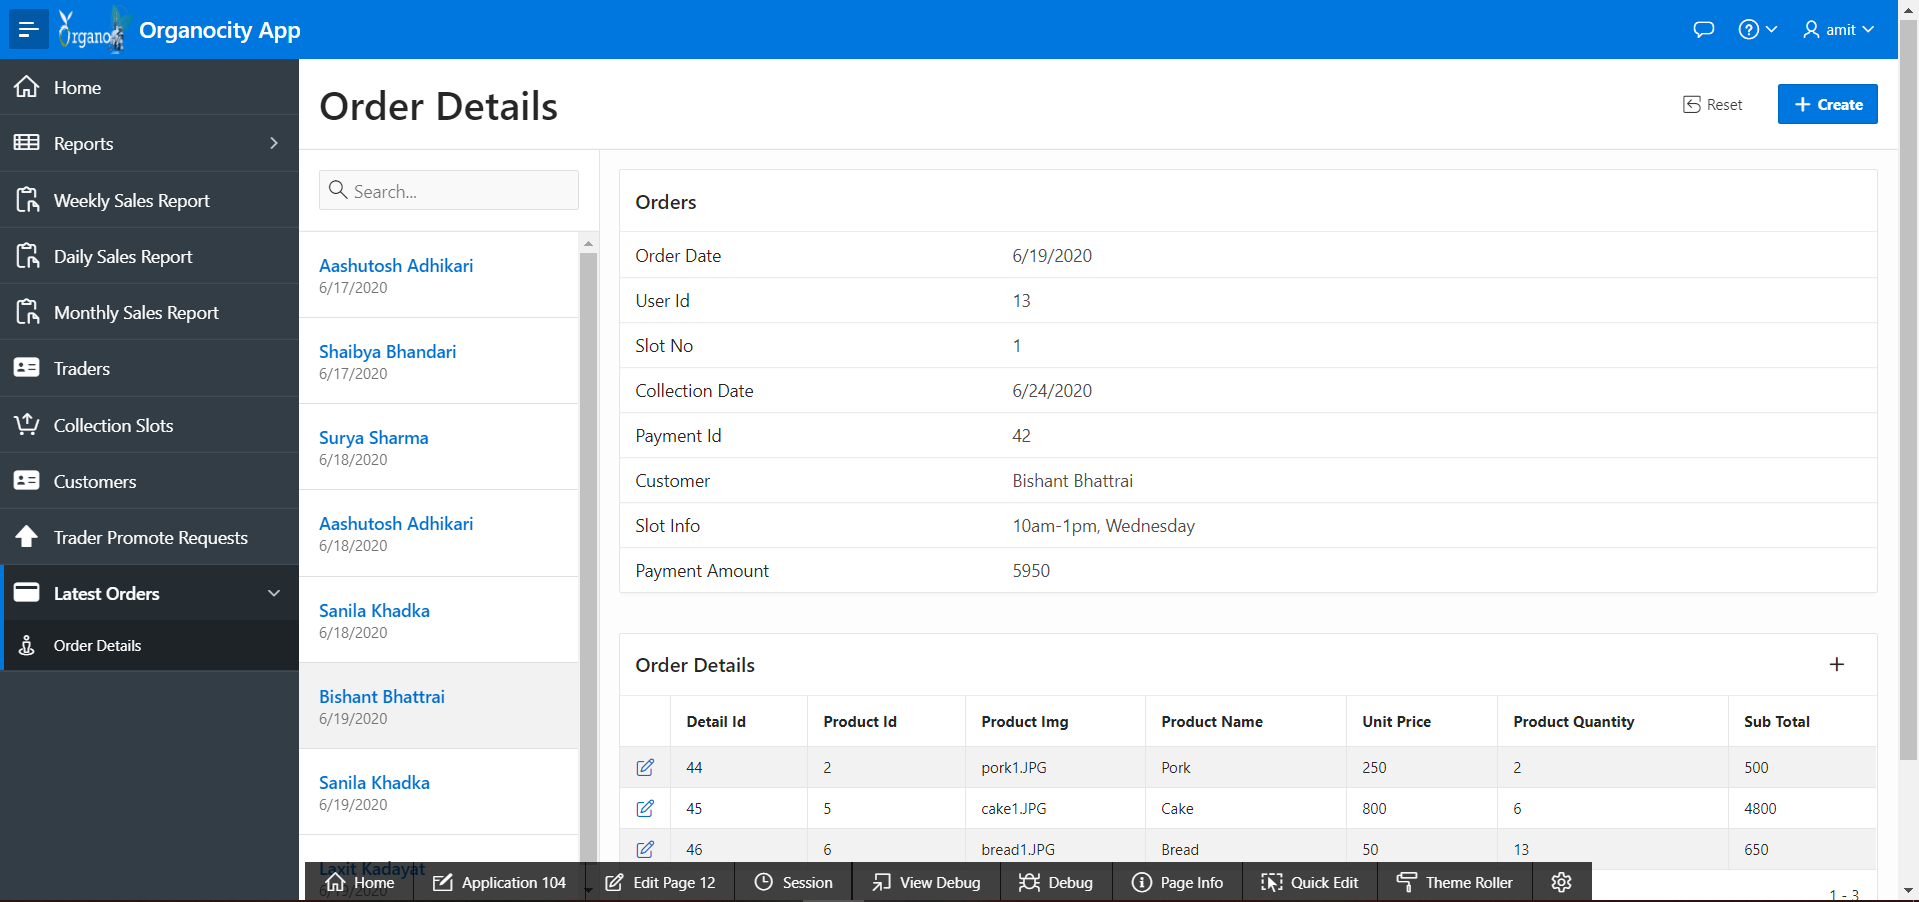 Organo
Organocity App
amit
Home
Reports
Weekly Sales Report
Daily Sales Report
Monthly Sales Report
Traders
Collection Slots
Customers
Trader Promote Requests
Latest Orders
Order Details
Order Details
Reset
Create
Search...
Aashutosh Adhikari
6/17/2020
Shaibya Bhandari
6/17/2020
Surya Sharma
6/18/2020
Aashutosh Adhikari
6/18/2020
Sanila Khadka
6/18/2020
Bishant Bhattrai
6/19/2020
Sanila Khadka
6/19/2020
Laxit Kadayat
6/19/2020
Orders
Order Date 6/19/2020
User Id 13
Slot No 1
Collection Date 6/24/2020
Payment Id 42
Customer Bishant Bhattrai
Slot Info 10am-1pm, Wednesday
Payment Amount 5950
Order Details
Detail Id Product Id Product Img Product Name Unit Price Product Quantity Sub Total
44 2 pork1.JPG Pork 250 2 500
45 5 cake1.JPG Cake 800 6 4800
46 6 bread1.JPG Bread 50 13 650
1 - 3
Home Application 104 Edit Page 12 Session View Debug Debug Page Info Quick Edit Theme Roller